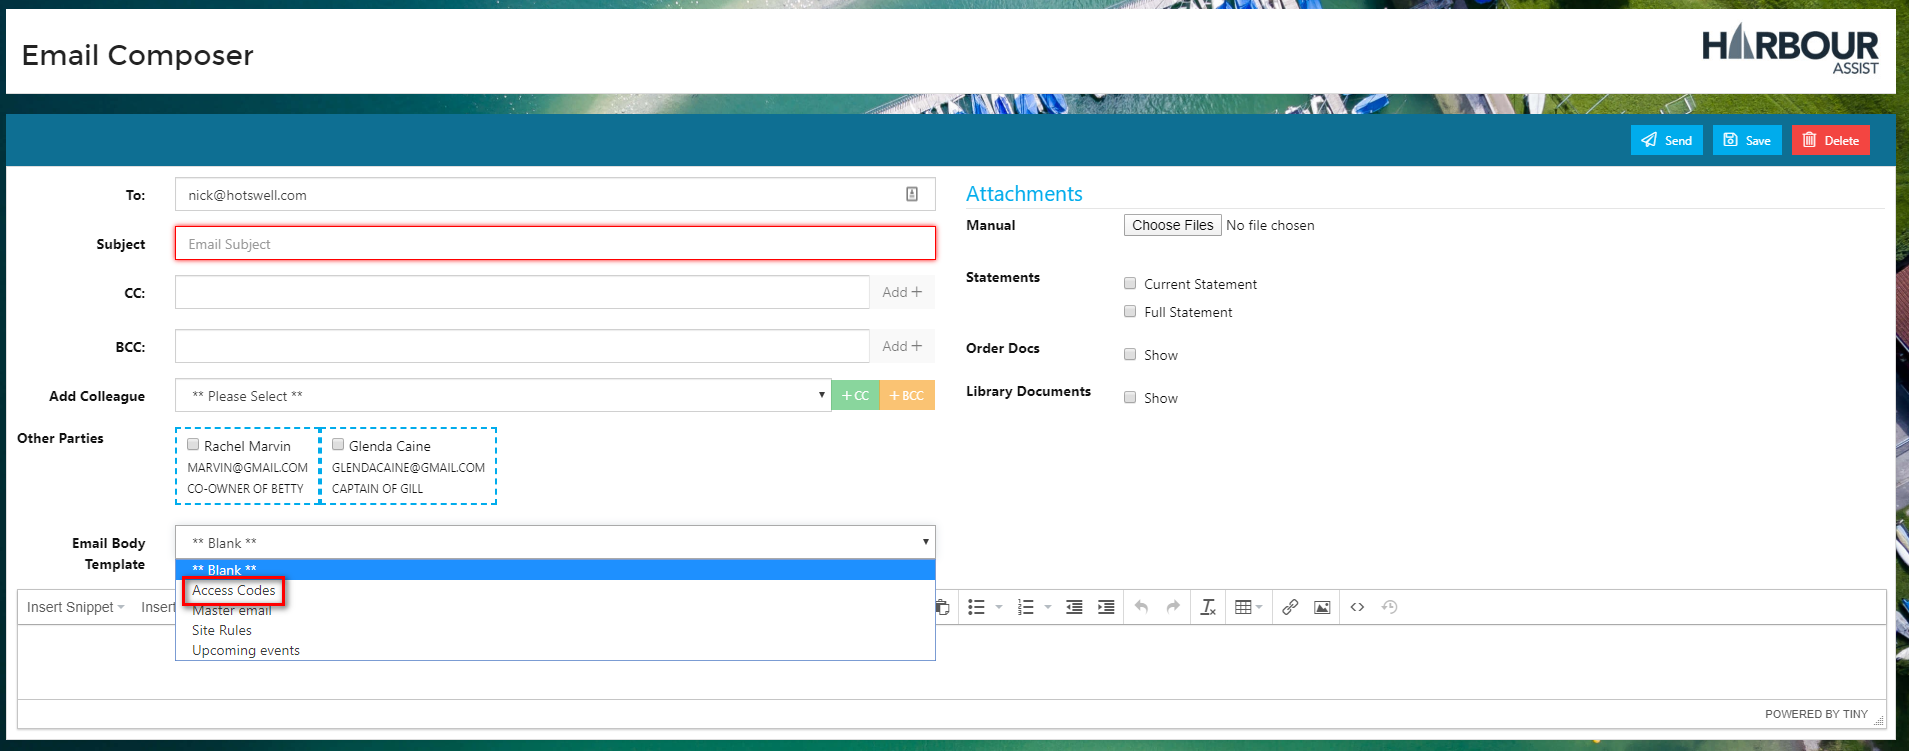 Email Composer
HARBOUR
ASSIST
Send Save Delete
To: nick@hotswell.com
Subject Email Subject
CC: Add +
BCC: Add +
Add Colleague ** Please Select ** + CC + BCC
Other Parties
Rachel Marvin
MARVIN@GMAIL.COM
CO-OWNER OF BETTY
Glenda Caine
GLENDACAINE@GMAIL.COM
CAPTAIN OF GILL
Email Body
Template
** Blank **
** Blank **
Access Codes
Master email
Site Rules
Upcoming events
Insert Snippet Insert
POWERED BY TINY
Attachments
Manual Choose Files No file chosen
Statements
Current Statement
Full Statement
Order Docs Show
Library Documents Show